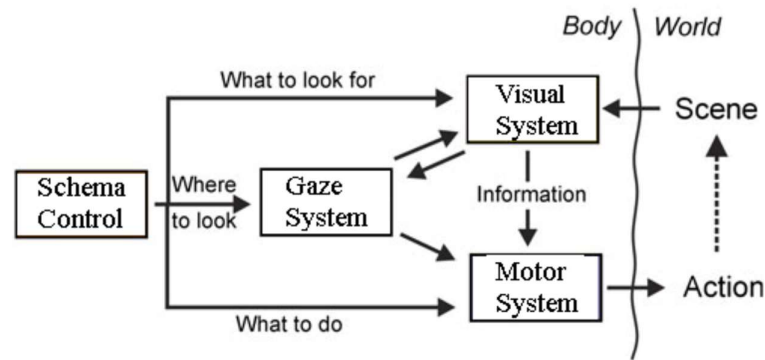 Body
World
What to look for
Visual
System
Scene
Schema
Control
Where
to look
Gaze
System
Information
Motor
System
Action
What to do